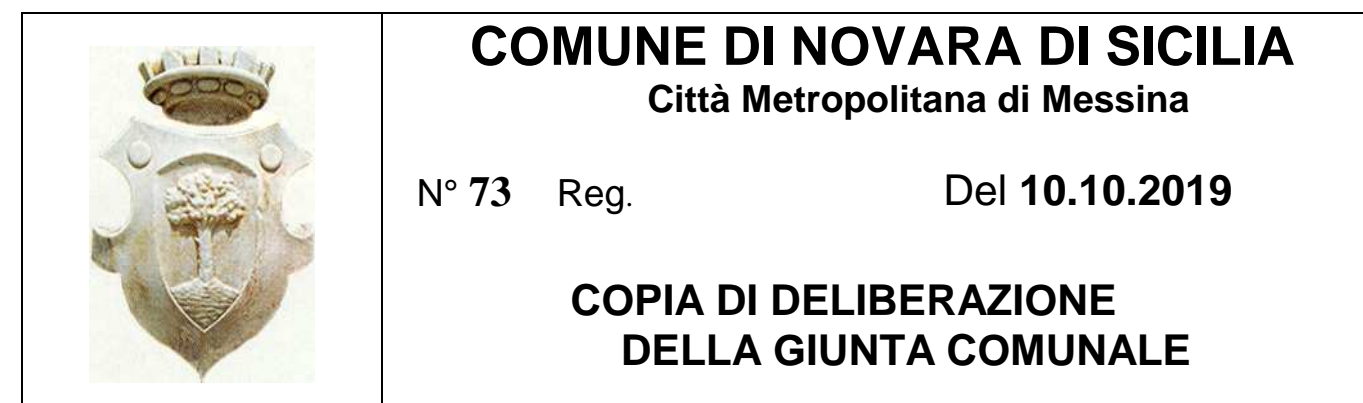 COMUNE DI NOVARA DI SICILIA
Città Metropolitana di Messina
N° 73 Reg. Del 10.10.2019
COPIA DI DELIBERAZIONE
DELLA GIUNTA COMUNALE